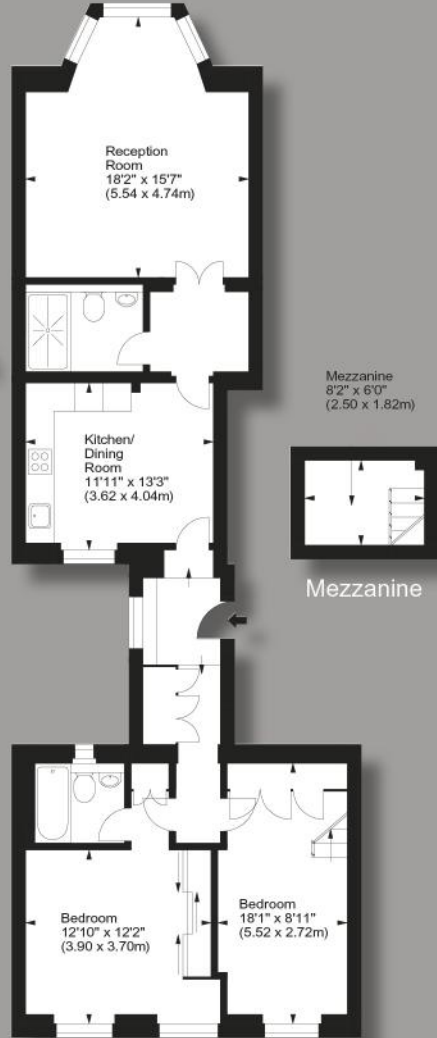 Reception
Room
18'2" x 15'7"
(5.54 x 4.74m)
Mezzanine
8'2" x 6'0"
(2.50 x 1.82m)
Kitchen/
Dining
Room
11'11" x 13'3"
(3.62 x 4.04m)
Mezzanine
Bedroom
12'10" x 12'2"
(3.90 x 3.70m)
Bedroom
18'1" x 8'11"
(5.52 x 2.72m)